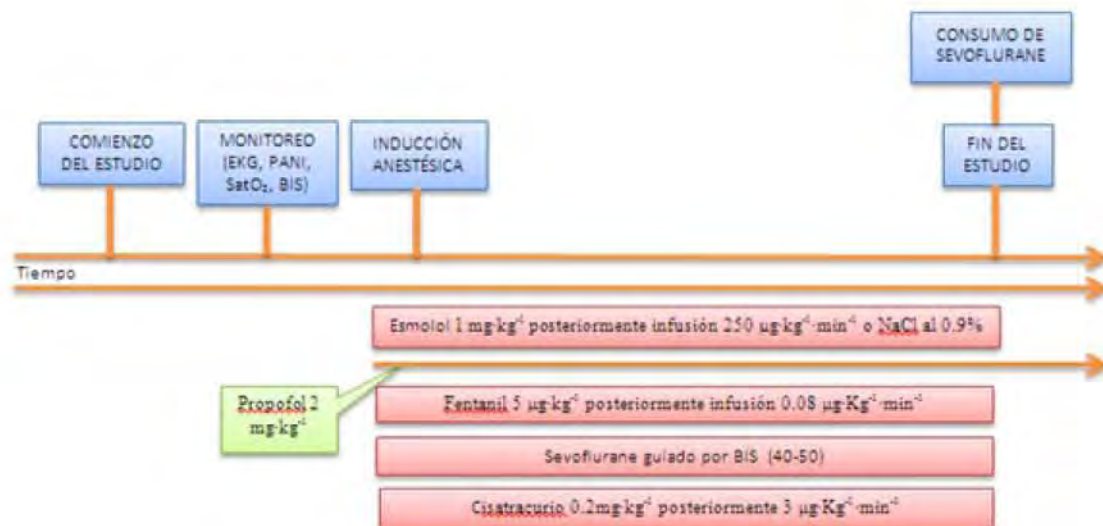 CONSUMO DE
SEVOFLURANE
COMIENZO
DEL ESTUDIO
MONITOREO
(EKG, PANI,
SatO₂, BIS)
INDUCCIÓN
ANESTÉSICA
FIN DEL
ESTUDIO
Tiempo
Esmolol 1 mg·kg⁻¹ posteriormente infusión 250 µg·kg⁻¹·min⁻¹ o NaCl al 0.9%
Propofol 2
mg·kg⁻¹
Fentanil 5 µg·kg⁻¹ posteriormente infusión 0.08 µg·Kg⁻¹·min⁻¹
Sevoflurane guiado por BIS (40-50)
Cisatracurio 0.2mg·kg⁻¹ posteriormente 3 µg·Kg⁻¹·min⁻¹